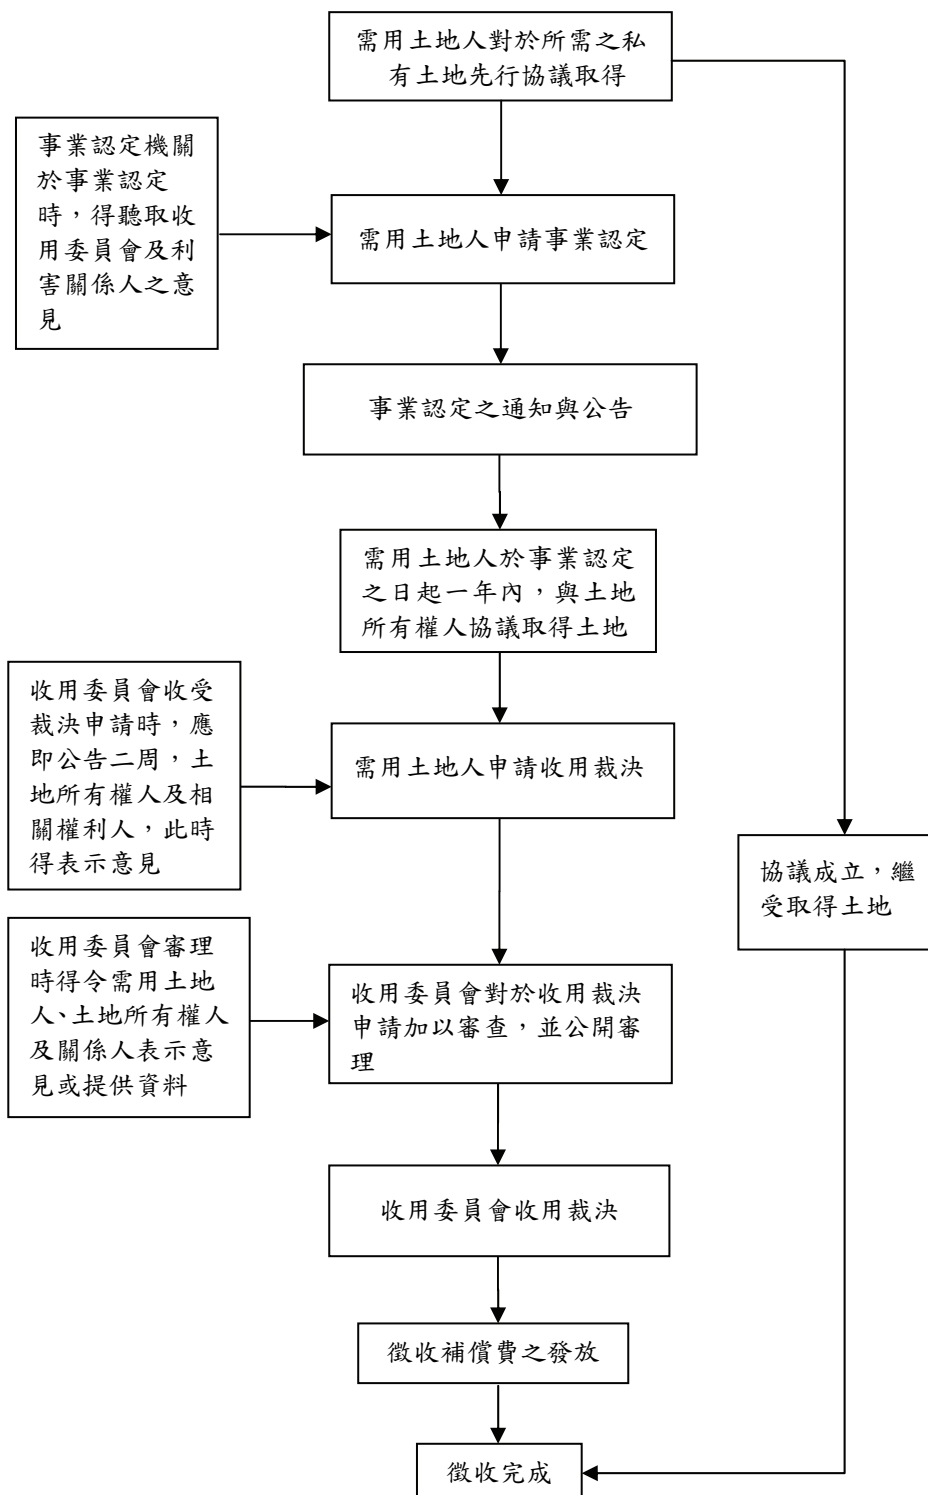 需用土地人對於所需之私
有土地先行協議取得
事業認定機關
於事業認定
時，得聽取收
用委員會及利
害關係人之意
見
需用土地人申請事業認定
事業認定之通知與公告
需用土地人於事業認定
之日起一年內，與土地
所有權人協議取得土地
收用委員會收受
裁決申請時，應
即公告二周，土
地所有權人及相
關權利人，此時
得表示意見
需用土地人申請收用裁決
協議成立，繼
受取得土地
收用委員會審理
時得令需用土地
人、土地所有權人
及關係人表示意
見或提供資料
收用委員會對於收用裁決
申請加以審查，並公開審
理
收用委員會收用裁決
徵收補償費之發放
徵收完成